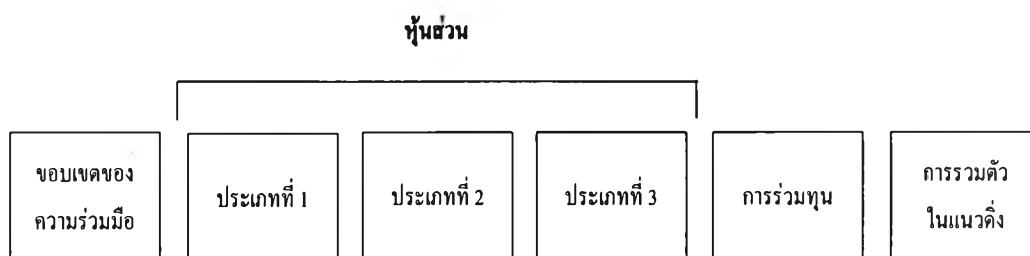 หุ้นส่วน
ขอบเขตของ
ความร่วมมือ
ประเภทที่ 1
ประเภทที่ 2
ประเภทที่ 3
การร่วมทุน
การรวมตัว
ในแนวดิ่ง